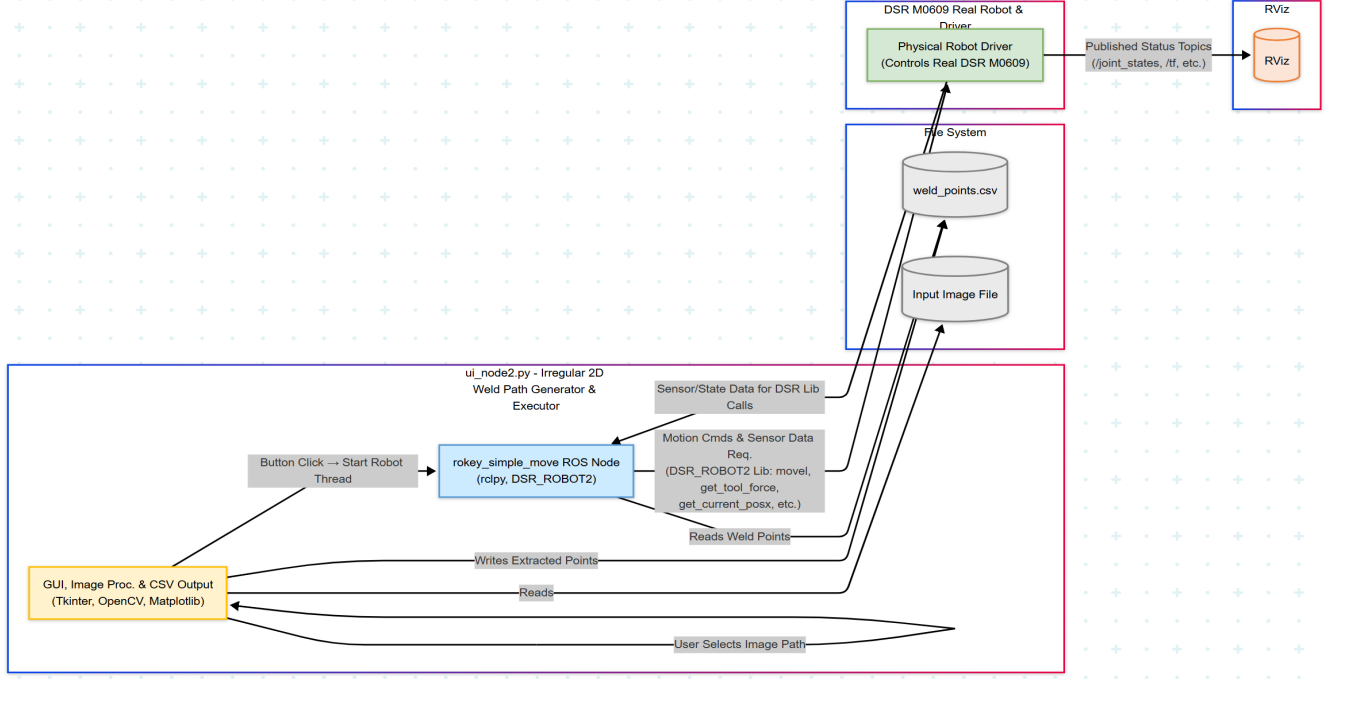 DSR M0609 Real Robot &
Driver
Physical Robot Driver
(Controls Real DSR M0609)
Published Status Topics
(/joint_states, /tf, etc.)
RViz
RViz
File System
weld_points.csv
Input Image File
ui_node2.py - Irregular 2D
Weld Path Generator &
Executor
Sensor/State Data for DSR Lib
Calls
Motion Cmds & Sensor Data
Req.
(DSR_ROBOT2 Lib: movel,
get_tool_force,
get_current_posx, etc.)
Button Click → Start Robot
Thread
rokey_simple_move ROS Node
(rclpy, DSR_ROBOT2)
Reads Weld Points
Writes Extracted Points
GUI, Image Proc. & CSV Output
(Tkinter, OpenCV, Matplotlib)
Reads
User Selects Image Path